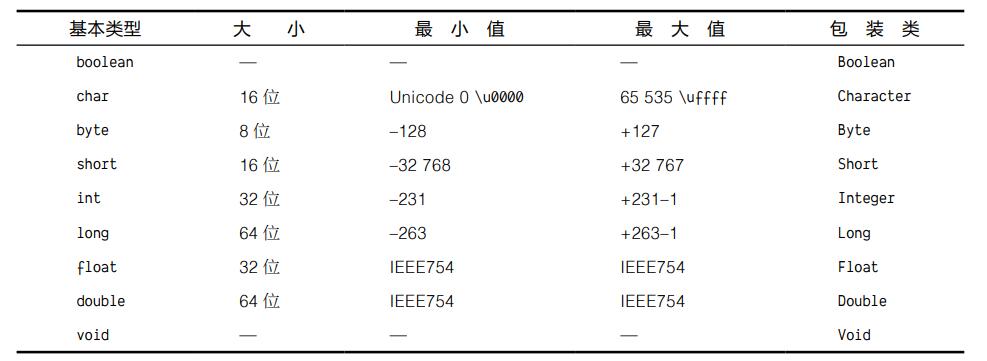 基本类型 大 小 最 小 值 最 大 值 包 装 类
boolean — — — Boolean
char 16 位 Unicode 0 \u0000 65 535 \uffff Character
byte 8 位 –128 +127 Byte
short 16 位 –32 768 +32 767 Short
int 32 位 –231 +231–1 Integer
long 64 位 –263 +263–1 Long
float 32 位 IEEE754 IEEE754 Float
double 64 位 IEEE754 IEEE754 Double
void — — — Void